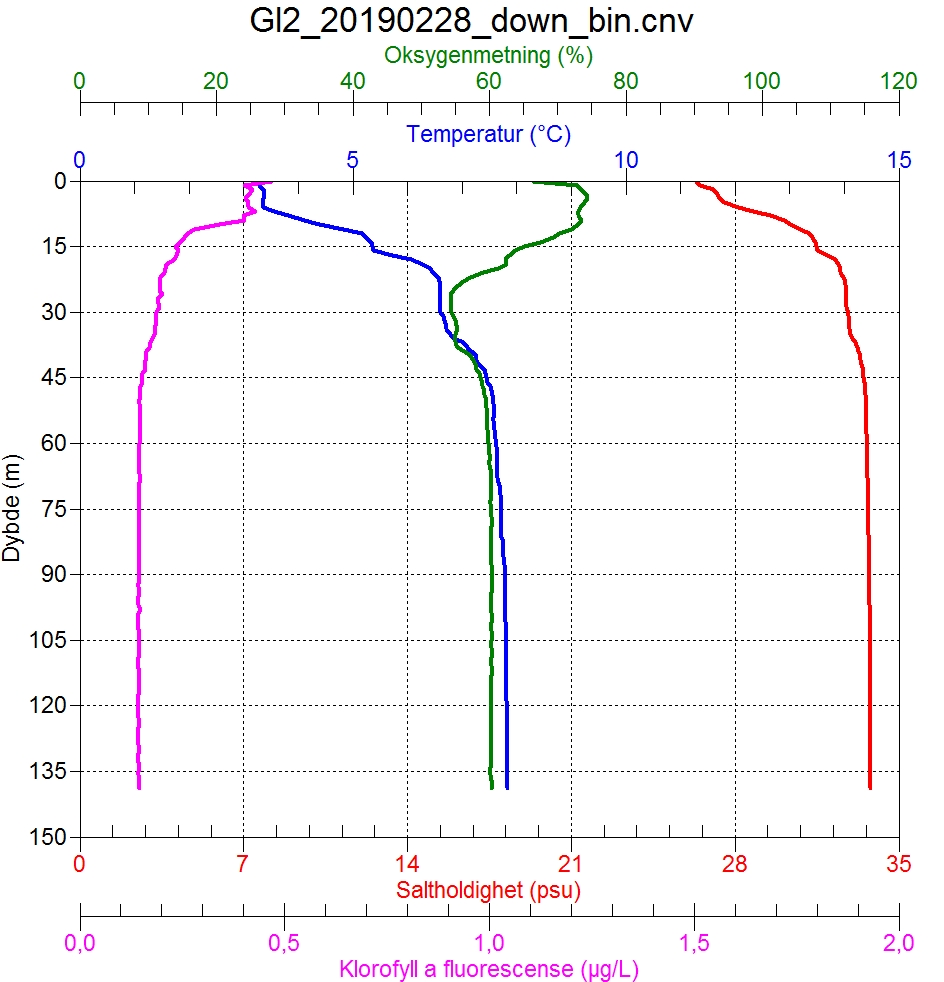 Gl2_20190228_down_bin.cnv
Oksygenmetning (%)
0 20 40 60 80 100 120
Temperatur (°C)
0 5 10 15
0
15
30
45
60
75
90
105
120
135
150
Dybde (m)
0 7 14 21 28 35
Saltholdighet (psu)
0,0 0,5 1,0 1,5 2,0
Klorofyll a fluorescense (µg/L)